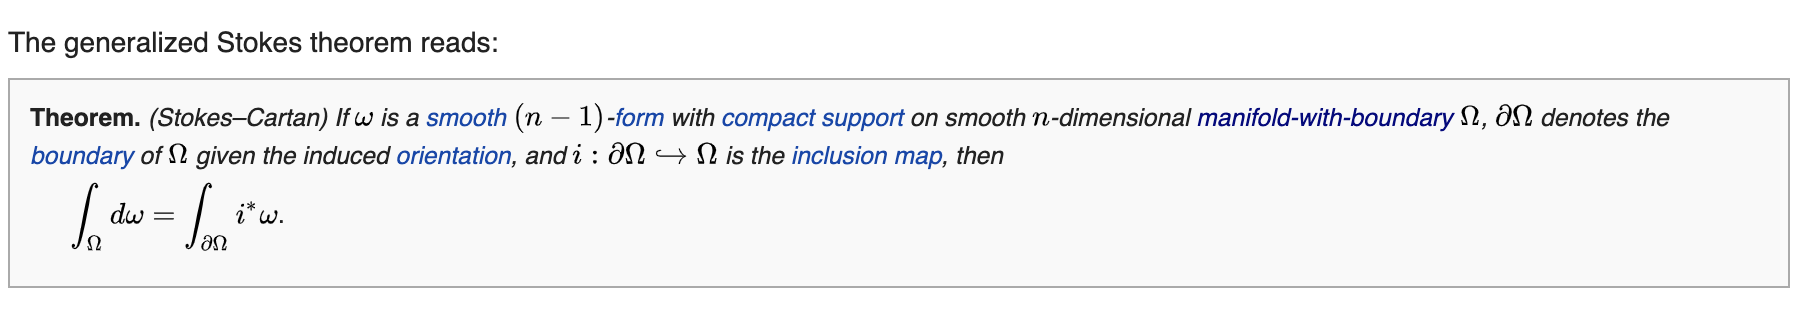 The generalized Stokes theorem reads:
Theorem. (Stokes–Cartan) If ω is a smooth (n − 1)-form with compact support on smooth n-dimensional manifold-with-boundary Ω, ∂Ω denotes the
boundary of Ω given the induced orientation, and i : ∂Ω ↪ Ω is the inclusion map, then
∫_Ω dω = ∫_∂Ω i*ω.